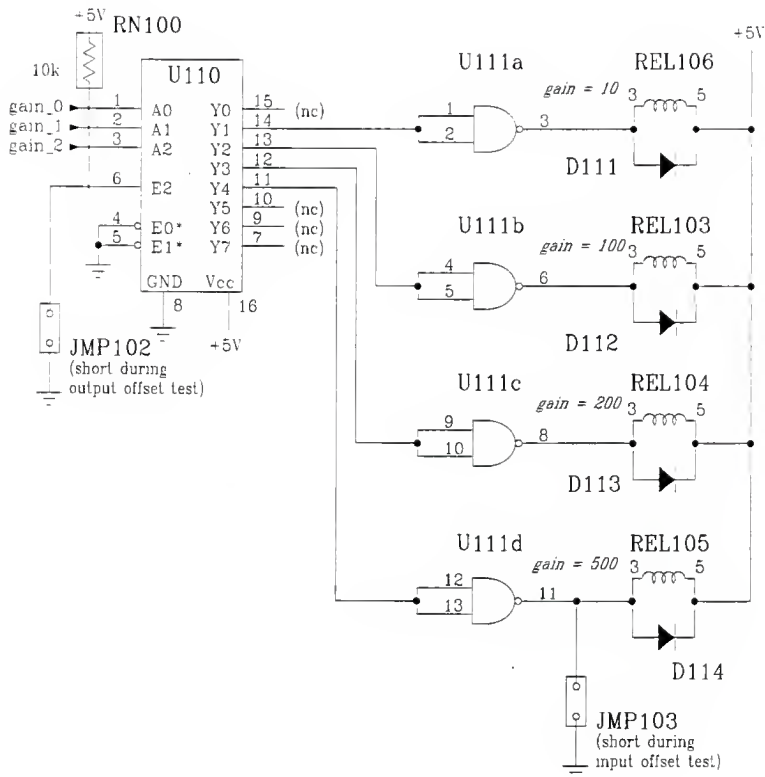 +5V
RN100
10k
U110
gain_0
gain_1
gain_2
1 A0 Y0 15 (nc)
2 A1 Y1 14
3 A2 Y2 13
Y3 12
6 E2 Y4 11
Y5 10 (nc)
4 E0* Y6 9 (nc)
5 E1* Y7 7 (nc)
GND Vcc
8 16
+5V
JMP102
(short during
output offset test)
+5V
U111a
gain = 10
REL106
1
2
3
3 5
D111
U111b
gain = 100
REL103
4
5
6
3 5
D112
U111c
gain = 200
REL104
9
10
8
3 5
D113
U111d
gain = 500
REL105
12
13
11
3 5
D114
JMP103
(short during
input offset test)